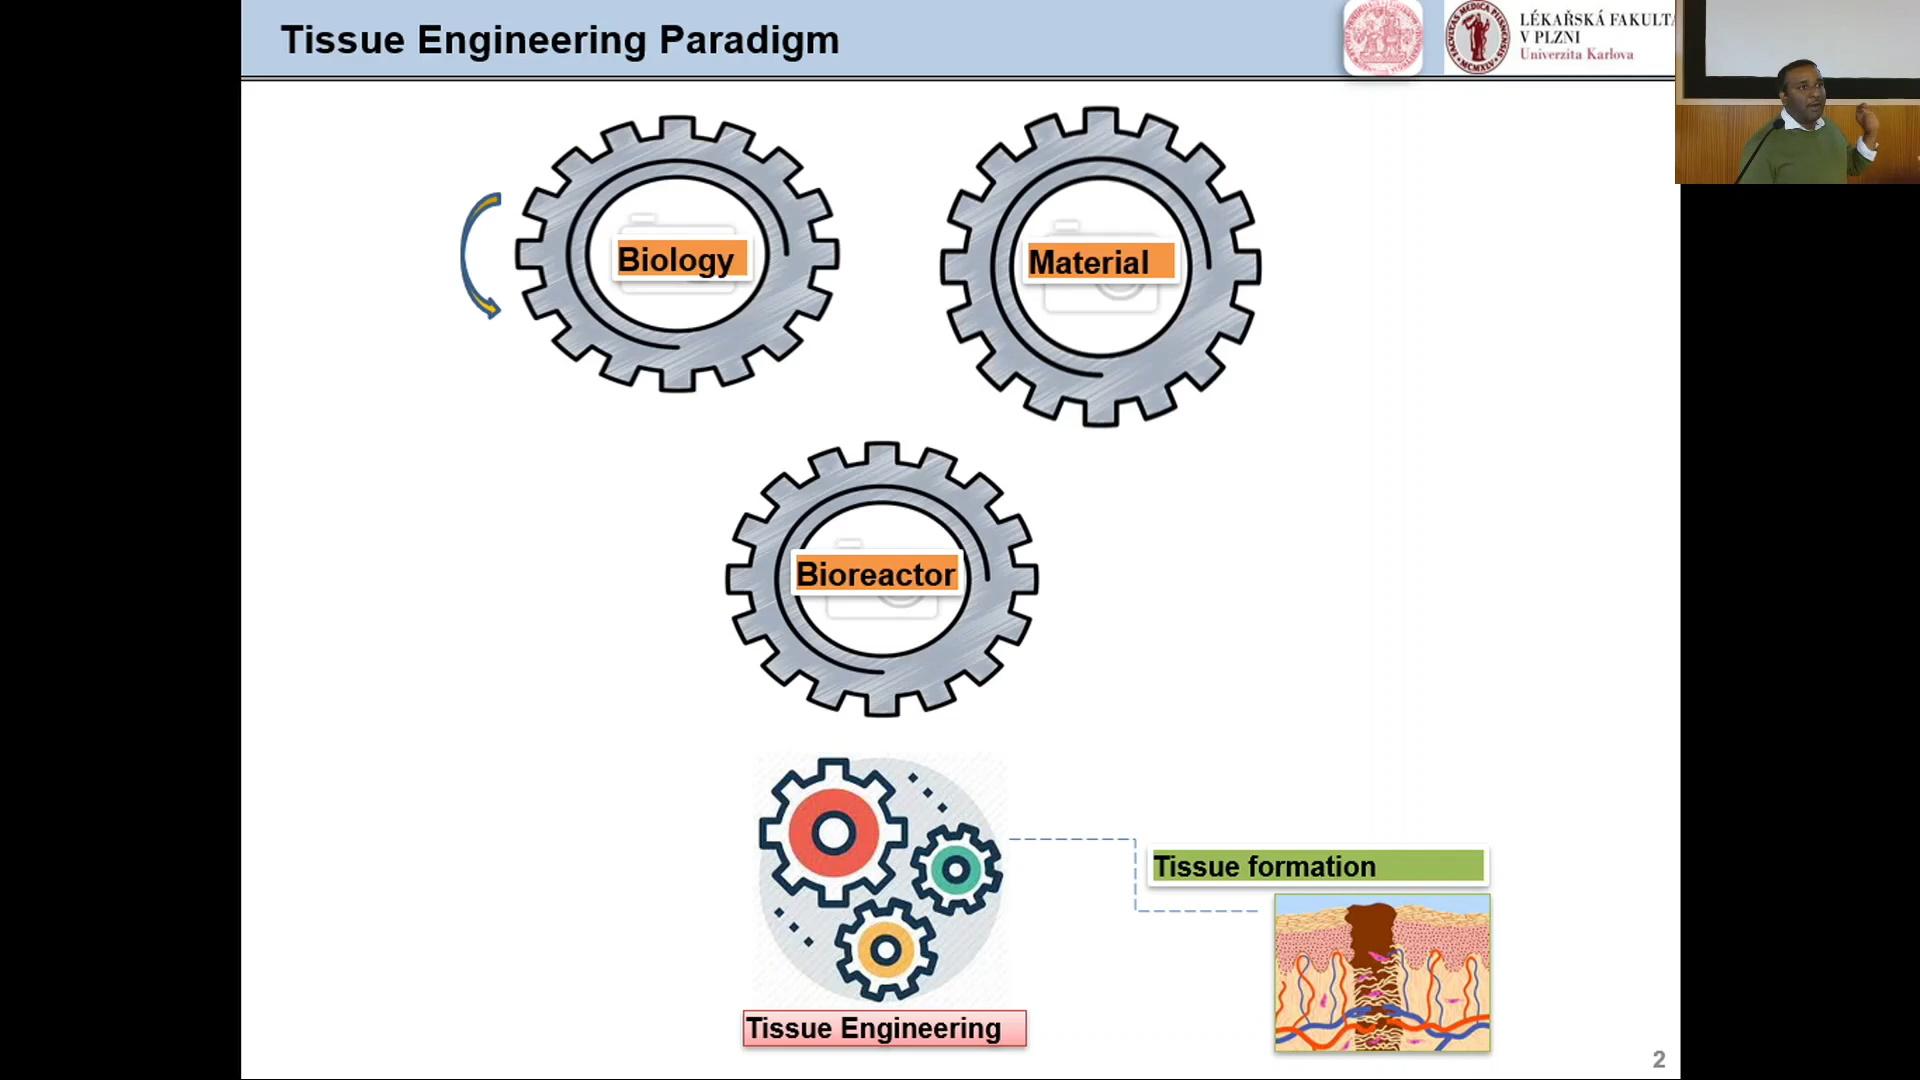 Tissue Engineering Paradigm
LÉKAŘSKÁ FAKULTA
V PLZNI
Univerzita Karlova
Biology
Material
Bioreactor
Tissue formation
Tissue Engineering
2